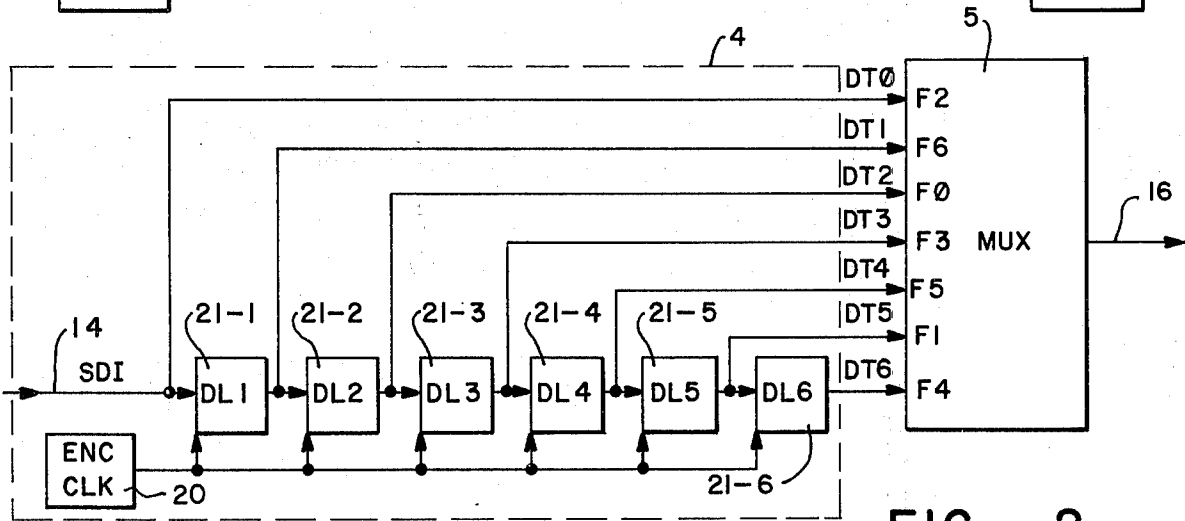 5
4
DTØ
F2
DT1
F6
DT2
FØ
DT3
F3
MUX
16
DT4
F5
DT5
F1
DT6
F4
14
SDI
21-1
21-2
21-3
21-4
21-5
DL1
DL2
DL3
DL4
DL5
DL6
ENC
CLK
20
21-6